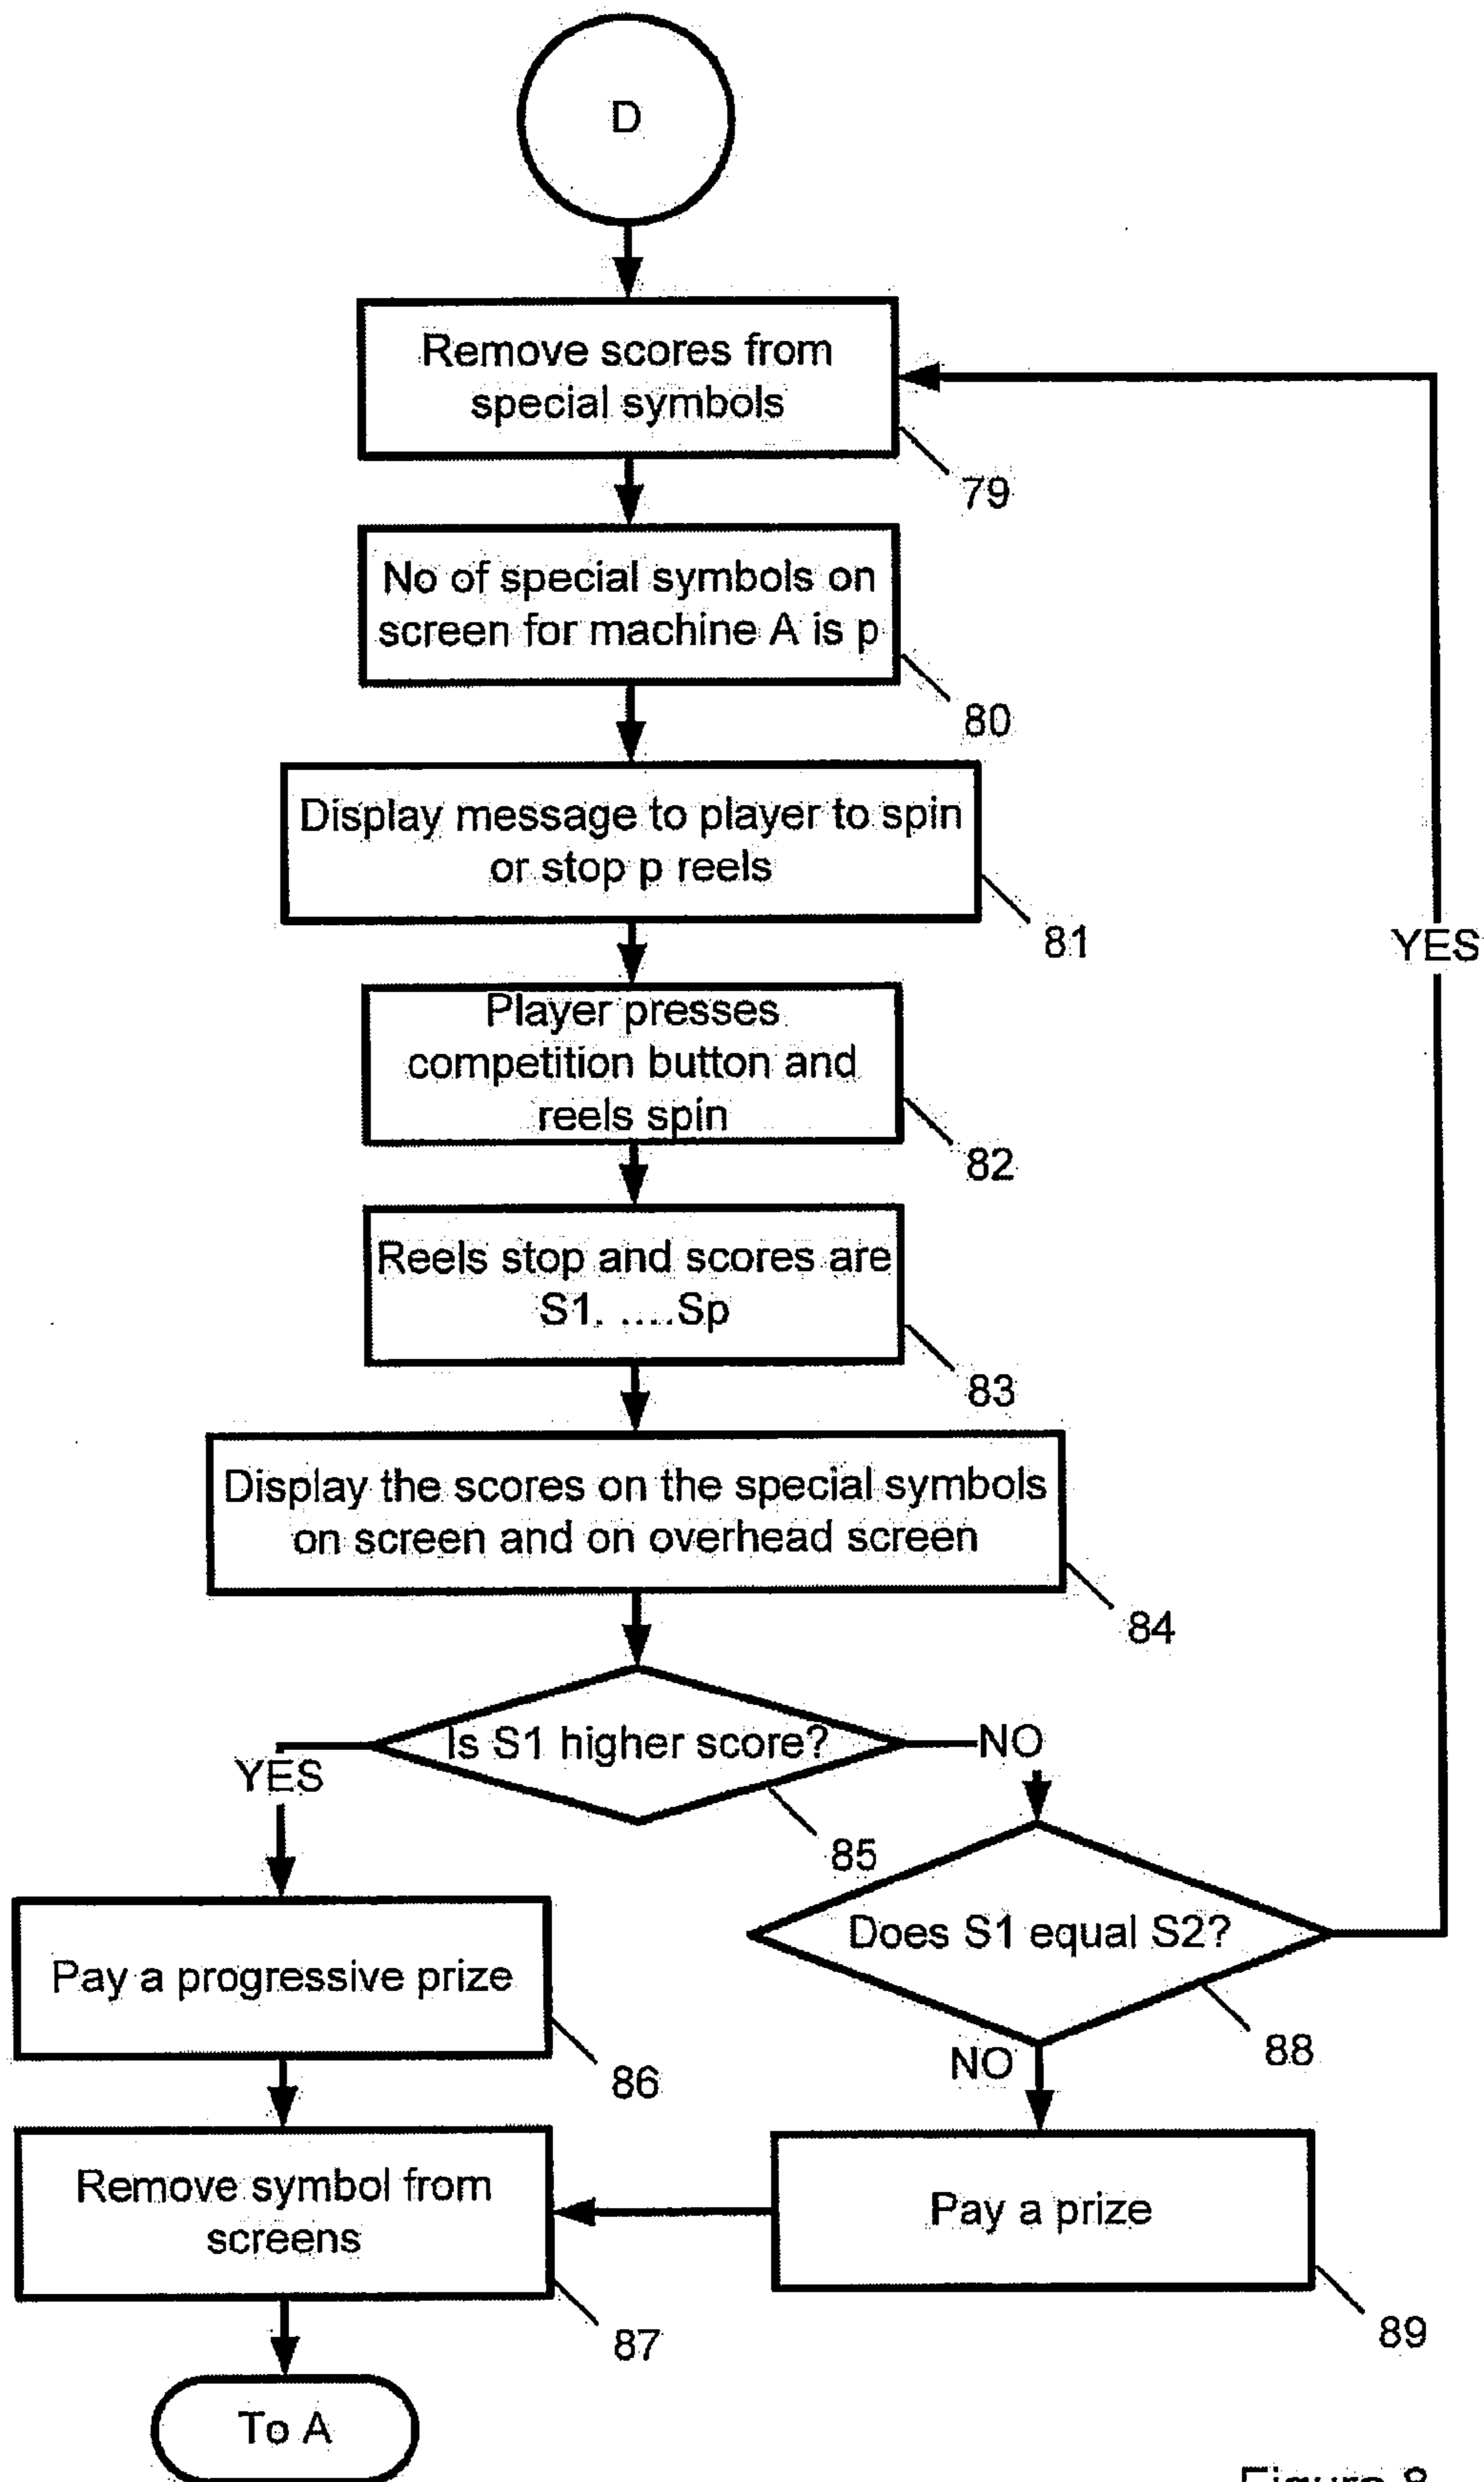 D
Remove scores from
special symbols
79
No of special symbols on
screen for machine A is p
80
Display message to player to spin
or stop p reels
81
YES
Player presses
competition button and
reels spin
82
Reels stop and scores are
S1. ....Sp
83
Display the scores on the special symbols
on screen and on overhead screen
84
Is S1 higher score?
NO
YES
85
Does S1 equal S2?
88
Pay a progressive prize
86
NO
Remove symbol from
screens
87
Pay a prize
89
To A
Figure 8